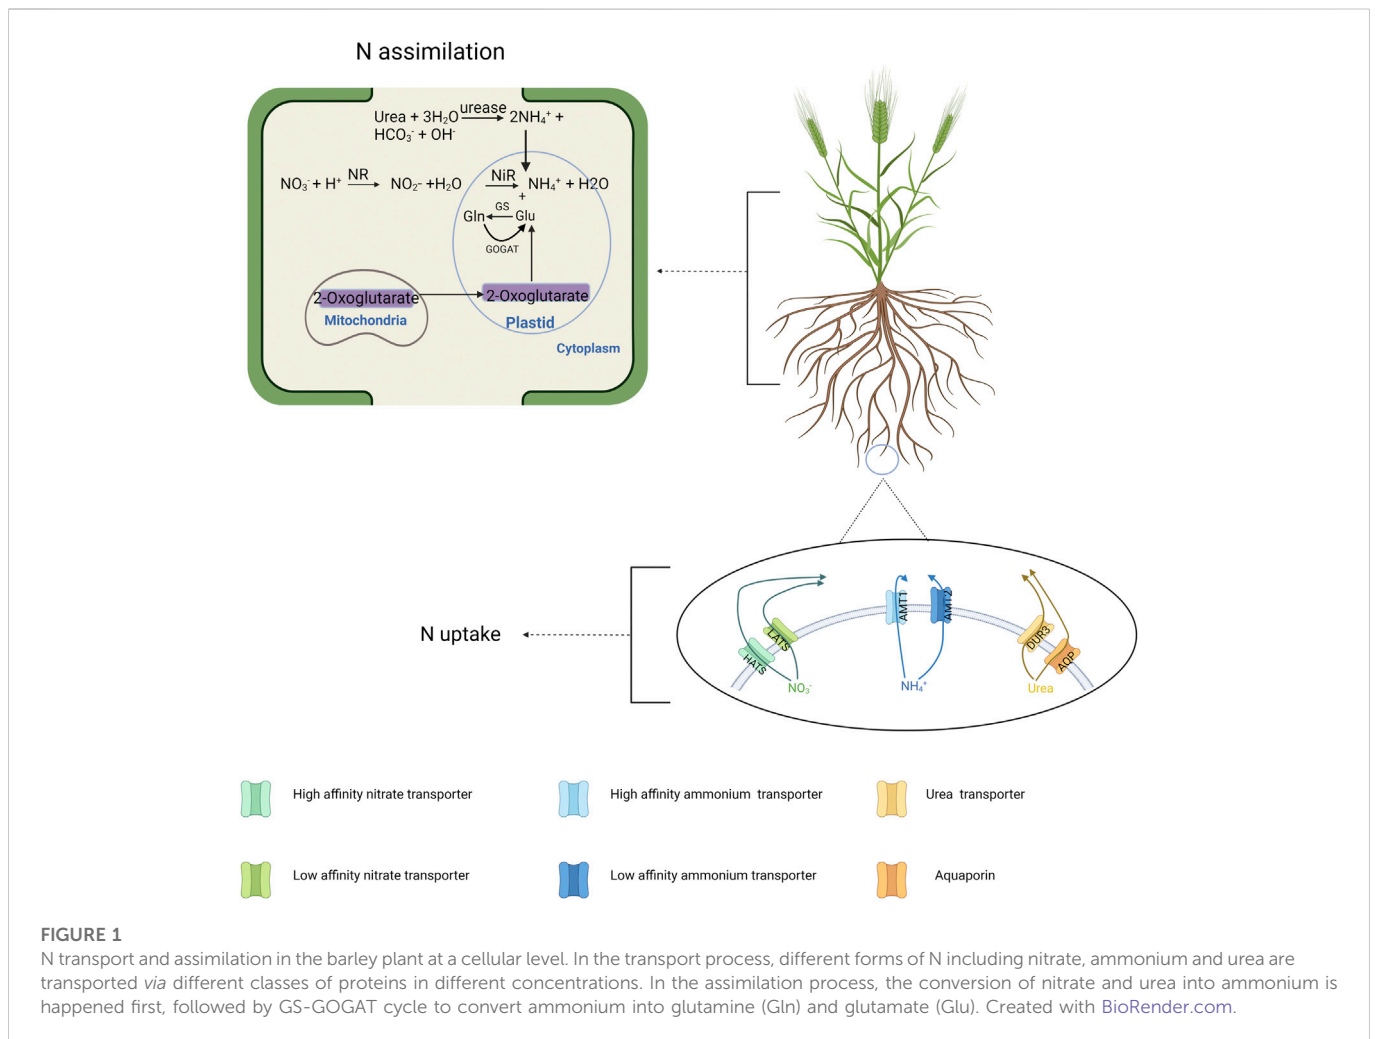 N assimilation
Urea + 3H₂O urease 2NH₄⁺ +
HCO₃⁻ + OH⁻
NO₃⁻ + H⁺ NR NO₂- +H₂O NiR NH₄⁺ + H2O
+
Gln GS Glu
GOGAT
2-Oxoglutarate 2-Oxoglutarate
Mitochondria Plastid
Cytoplasm
N uptake
HATS LATS AMT1 AMT2 DUR3 AQP
NO₃⁻ NH₄⁺ Urea
High affinity nitrate transporter High affinity ammonium transporter Urea transporter
Low affinity nitrate transporter Low affinity ammonium transporter Aquaporin
FIGURE 1
N transport and assimilation in the barley plant at a cellular level. In the transport process, different forms of N including nitrate, ammonium and urea are
transported via different classes of proteins in different concentrations. In the assimilation process, the conversion of nitrate and urea into ammonium is
happened first, followed by GS-GOGAT cycle to convert ammonium into glutamine (Gln) and glutamate (Glu). Created with BioRender.com.